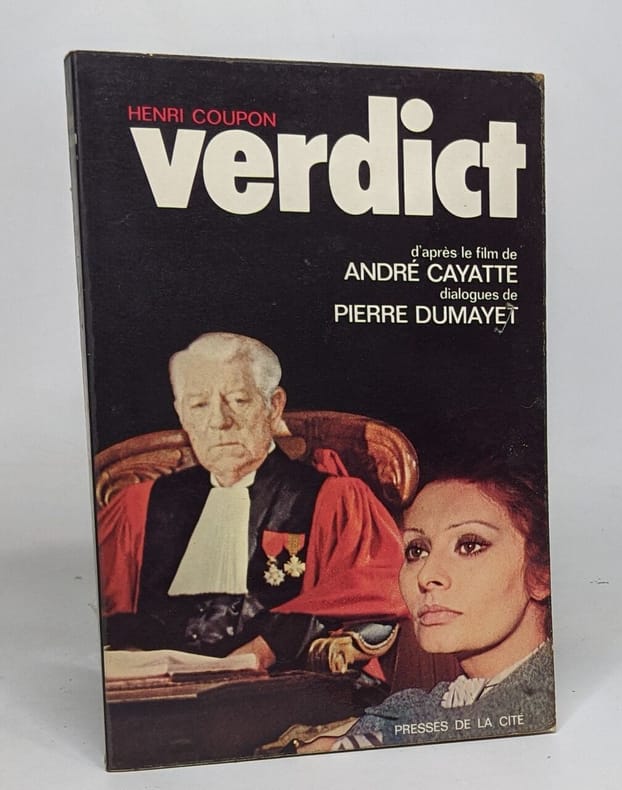 HENRI COUPON
verdict
d'après le film de
ANDRÉ CAYATTE
dialogues de
PIERRE DUMAYET
PRESSES DE LA CITÉ